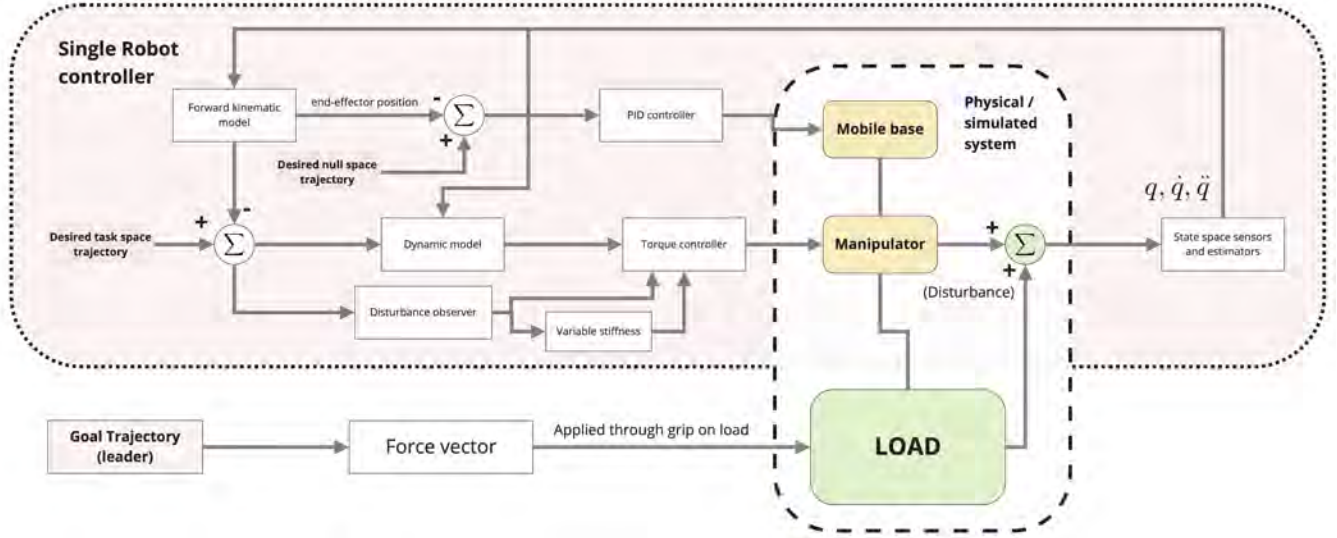 Single Robot
controller
Forward kinematic
model
end-effector position
-
∑
+
PID controller
Mobile base
Physical /
simulated
system
Desired null space
trajectory
q, q̇, q̈
+
-
Desired task space
trajectory
∑
Dynamic model
Torque controller
Manipulator
+
∑
+
(Disturbance)
State space sensors
and estimators
Disturbance observer
Variable stiffness
Goal Trajectory
(leader)
Force vector
Applied through grip on load
LOAD